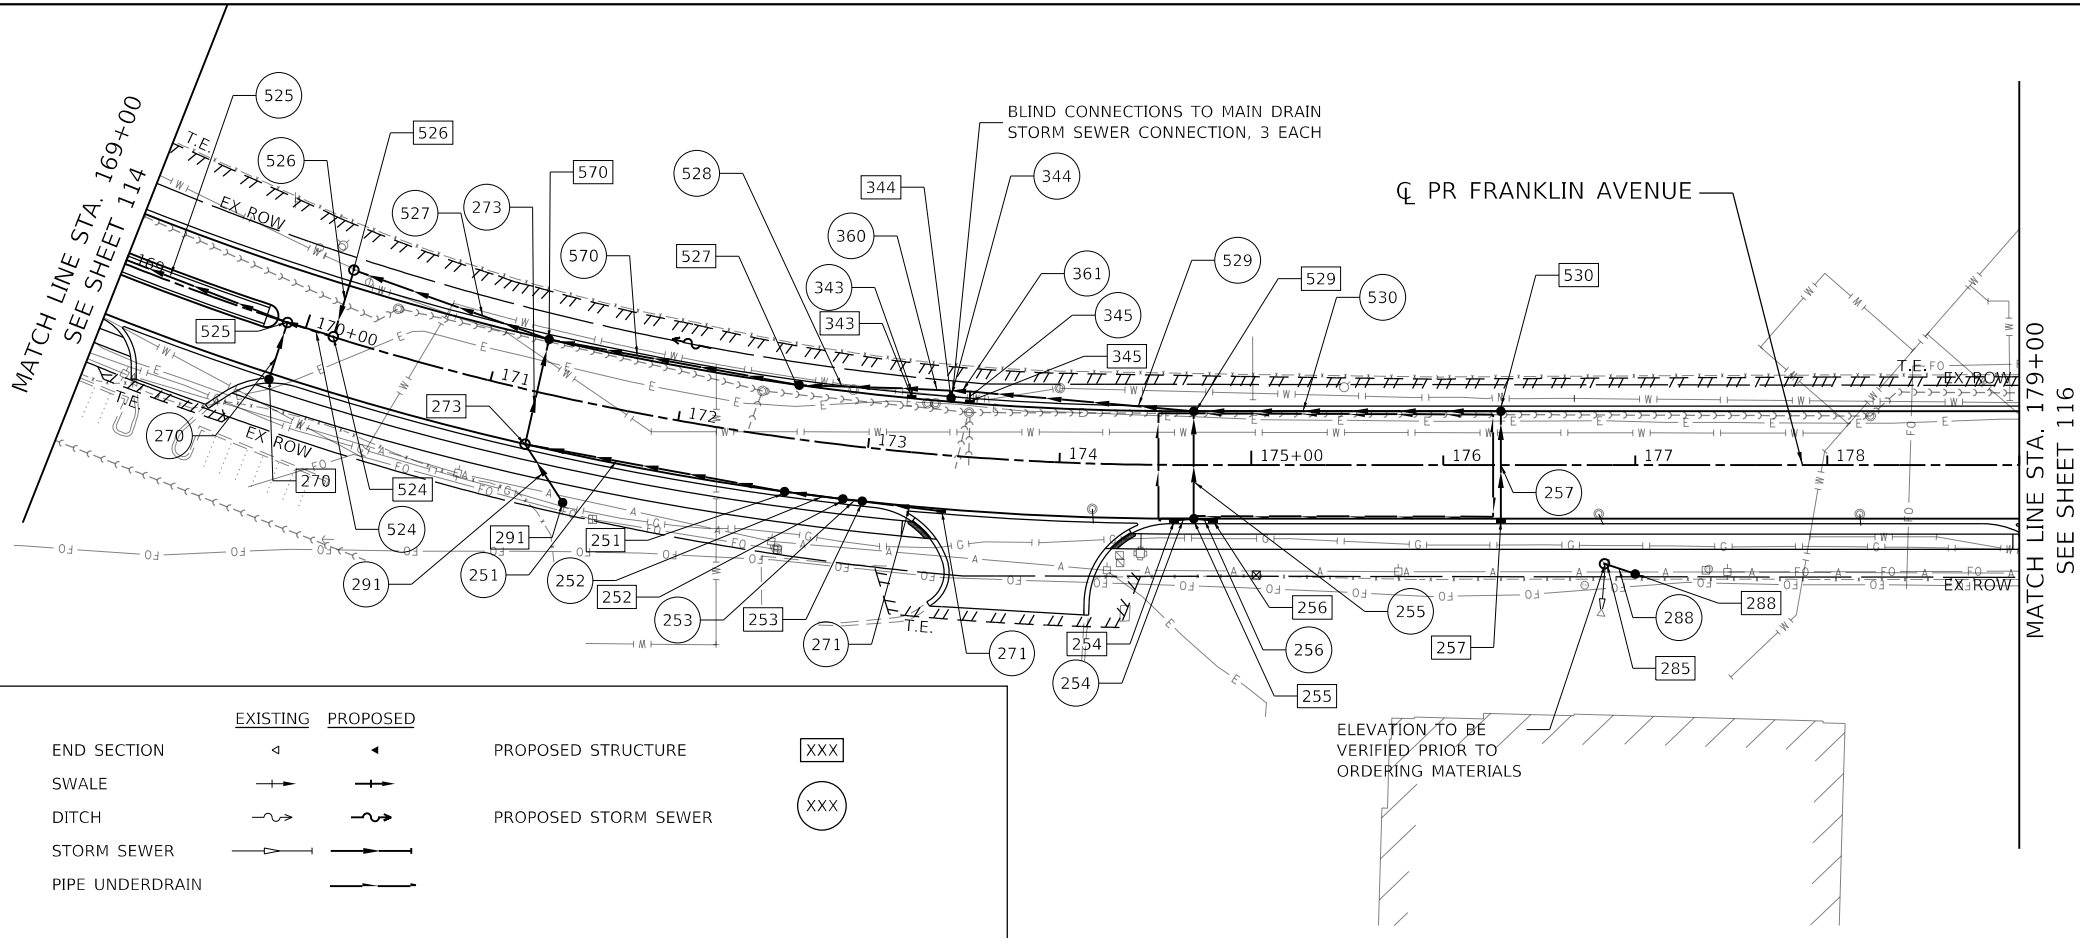 MATCH LINE STA. 169+00
SEE SHEET 114
525
526
526
T.E.
EX ROW
527
273
570
570
528
527
BLIND CONNECTIONS TO MAIN DRAIN
STORM SEWER CONNECTION, 3 EACH
344
344
360
343
343
361
345
345
529
529
530
530
℄ PR FRANKLIN AVENUE
T.E.
EX ROW
MATCH LINE STA. 179+00
SEE SHEET 116
169
170+00
171
172
173
174
175+00
176
177
178
525
273
270
T.E.
EX ROW
270
524
524
291
291
251
251
252
252
253
253
271
271
T.E.
254
254
255
255
256
256
257
257
288
288
285
EX ROW
ELEVATION TO BE
VERIFIED PRIOR TO
ORDERING MATERIALS
EXISTING PROPOSED
END SECTION
SWALE
DITCH
STORM SEWER
PIPE UNDERDRAIN
PROPOSED STRUCTURE XXX
PROPOSED STORM SEWER XXX